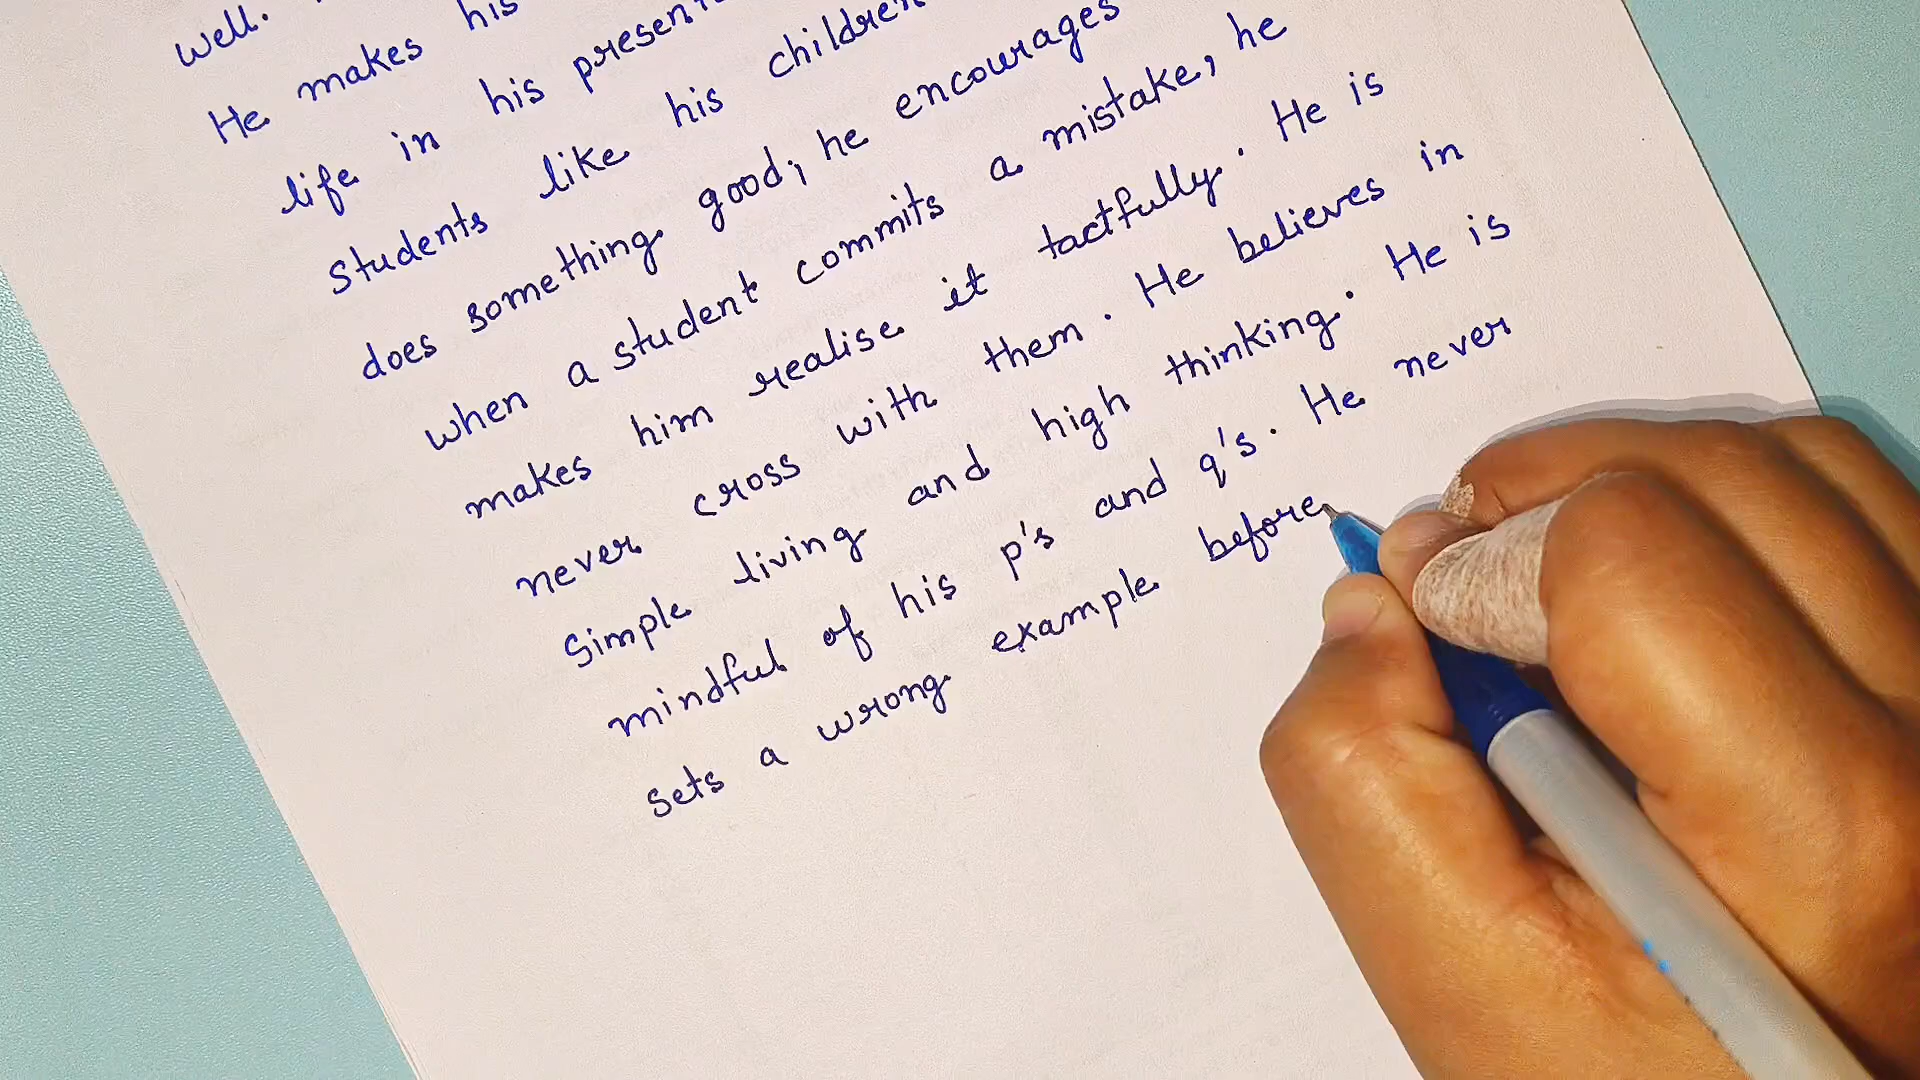 well.
He makes his
life in his present
students like his children
does something good, he encourages
when a student commits a mistake, he
makes him realise it tactfully. He is
never cross with them. He believes in
simple living and high thinking. He is
mindful of his p's and q's. He never
sets a wrong example before